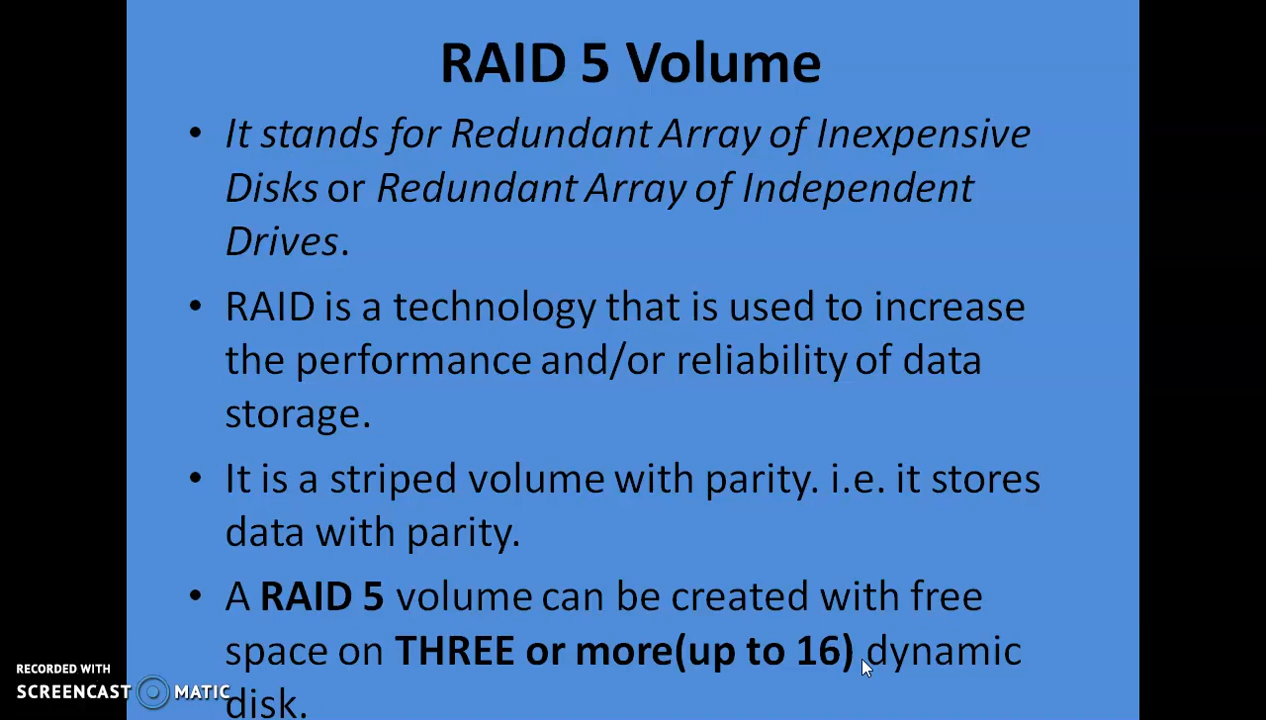 RAID 5 Volume
• It stands for Redundant Array of Inexpensive
Disks or Redundant Array of Independent
Drives.
• RAID is a technology that is used to increase
the performance and/or reliability of data
storage.
• It is a striped volume with parity. i.e. it stores
data with parity.
• A RAID 5 volume can be created with free
space on THREE or more(up to 16) dynamic
disk.
RECORDED WITH
SCREENCAST MATIC